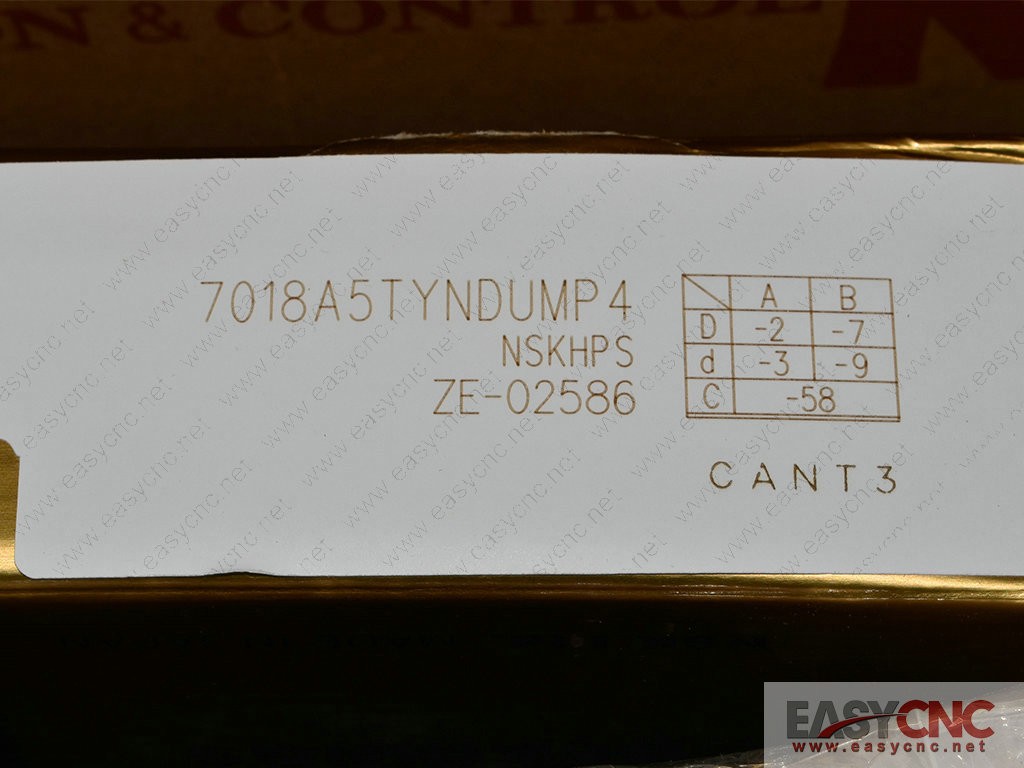 N & CONTROL
7018A5TYNDUMP4
NSKHPS
ZE-02586
A B
D -2 -7
d -3 -9
C -58
CANT3
EASYCNC
www.easycnc.net